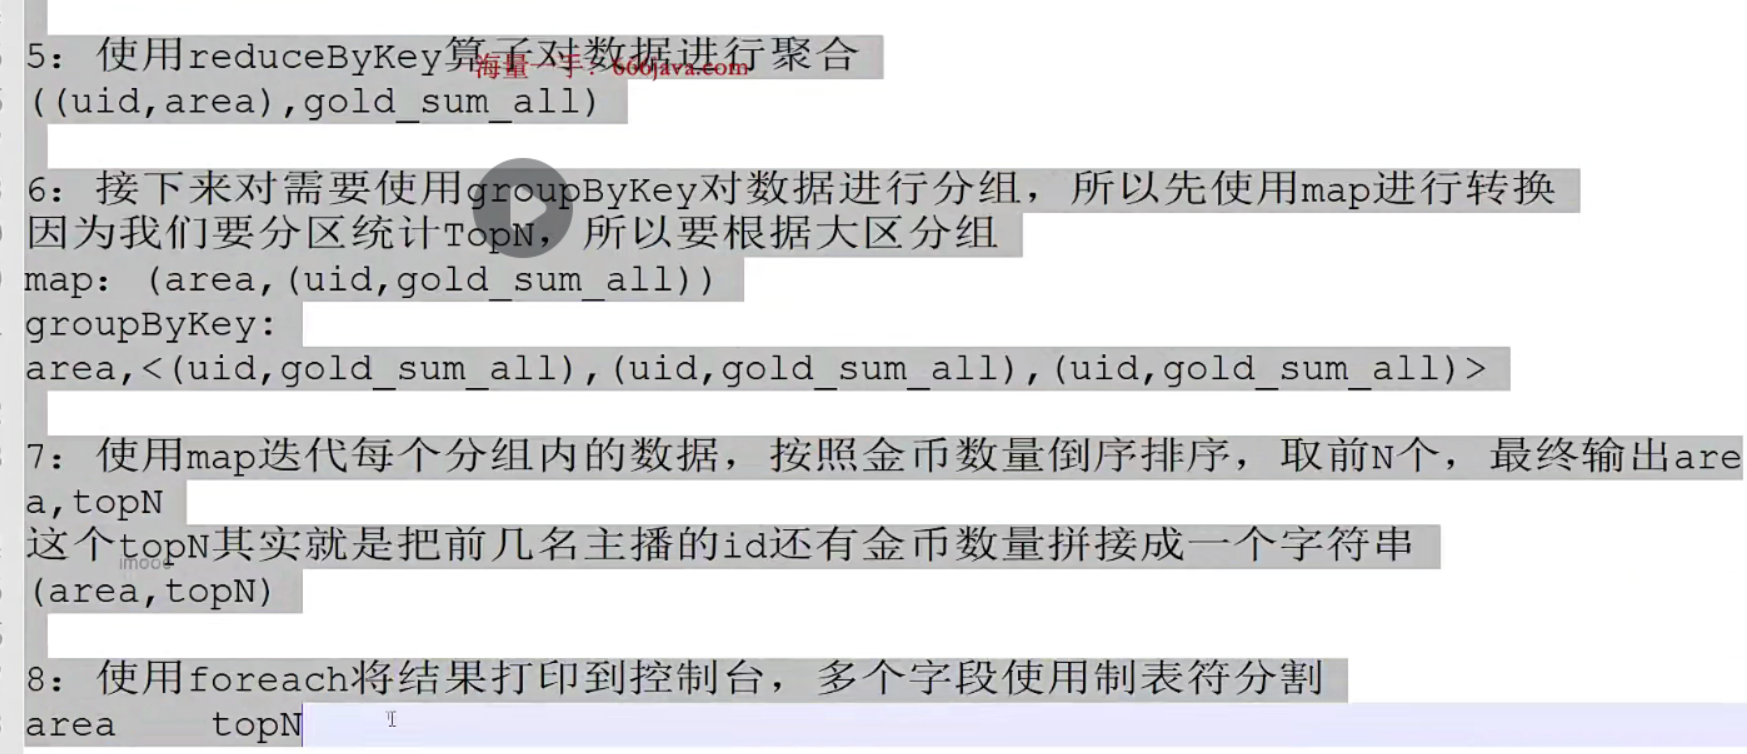 5：使用reduceByKey算子对数据进行聚合
海量一手：666java.com
((uid,area),gold_sum_all)
6：接下来对需要使用groupByKey对数据进行分组，所以先使用map进行转换
因为我们要分区统计TopN，所以要根据大区分组
map：(area,(uid,gold_sum_all))
groupByKey:
area,<(uid,gold_sum_all),(uid,gold_sum_all),(uid,gold_sum_all)>
7：使用map迭代每个分组内的数据，按照金币数量倒序排序，取前N个，最终输出are
a,topN
这个topN其实就是把前几名主播的id还有金币数量拼接成一个字符串
imooc
(area,topN)
8：使用foreach将结果打印到控制台，多个字段使用制表符分割
area    topN